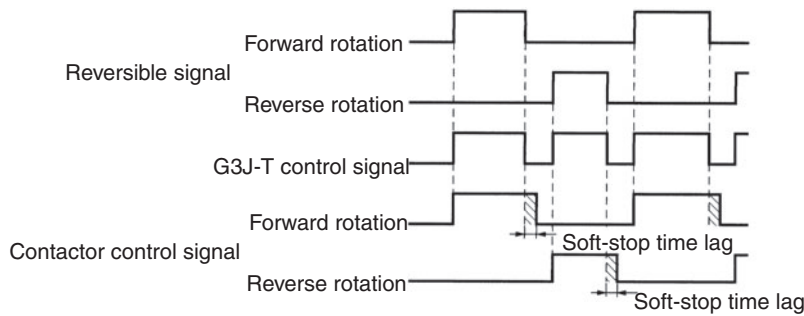 Forward rotation
Reversible signal
Reverse rotation
G3J-T control signal
Forward rotation
Soft-stop time lag
Contactor control signal
Reverse rotation
Soft-stop time lag